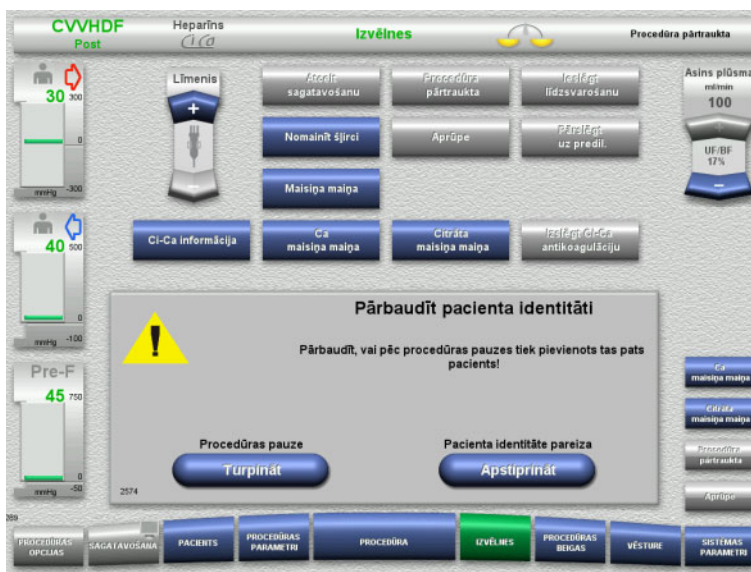 CVVHDF
Post
Heparīns
Ci Ca
Izvēlnes
Procedūra pārtraukta
30
300
0
-300
mmHg
Līmenis
+
Atcelt
sagatavošanu
Procedūra
pārtraukta
Ieslēgt
līdzsvarošanu
Asins plūsma
ml/min
100
+
UF/BF
17%
−
Nomainīt šļirci
Aprūpe
Pārslēgt
uz predil.
Maisiņa maiņa
40
500
0
-100
mmHg
Ci-Ca informācija
Ca
maisiņa maiņa
Citrāta
maisiņa maiņa
Izslēgt Ci-Ca
antikoagulāciju
Pārbaudīt pacienta identitāti
Pārbaudīt, vai pēc procedūras pauzes tiek pievienots tas pats
pacients!
Procedūras pauze
Turpināt
Pacienta identitāte pareiza
Apstiprināt
2574
Pre-F
45
750
0
-50
mmHg
Ca
maisiņa maiņa
Citrāta
maisiņa maiņa
Procedūra
pārtraukta
Aprūpe
PROCEDŪRAS
OPCIJAS
SAGATAVOŠANA
PACIENTS
PROCEDŪRAS
PARAMETRI
PROCEDŪRA
IZVĒLNES
PROCEDŪRAS
BEIGAS
VĒSTURE
SISTĒMAS
PARAMETRI